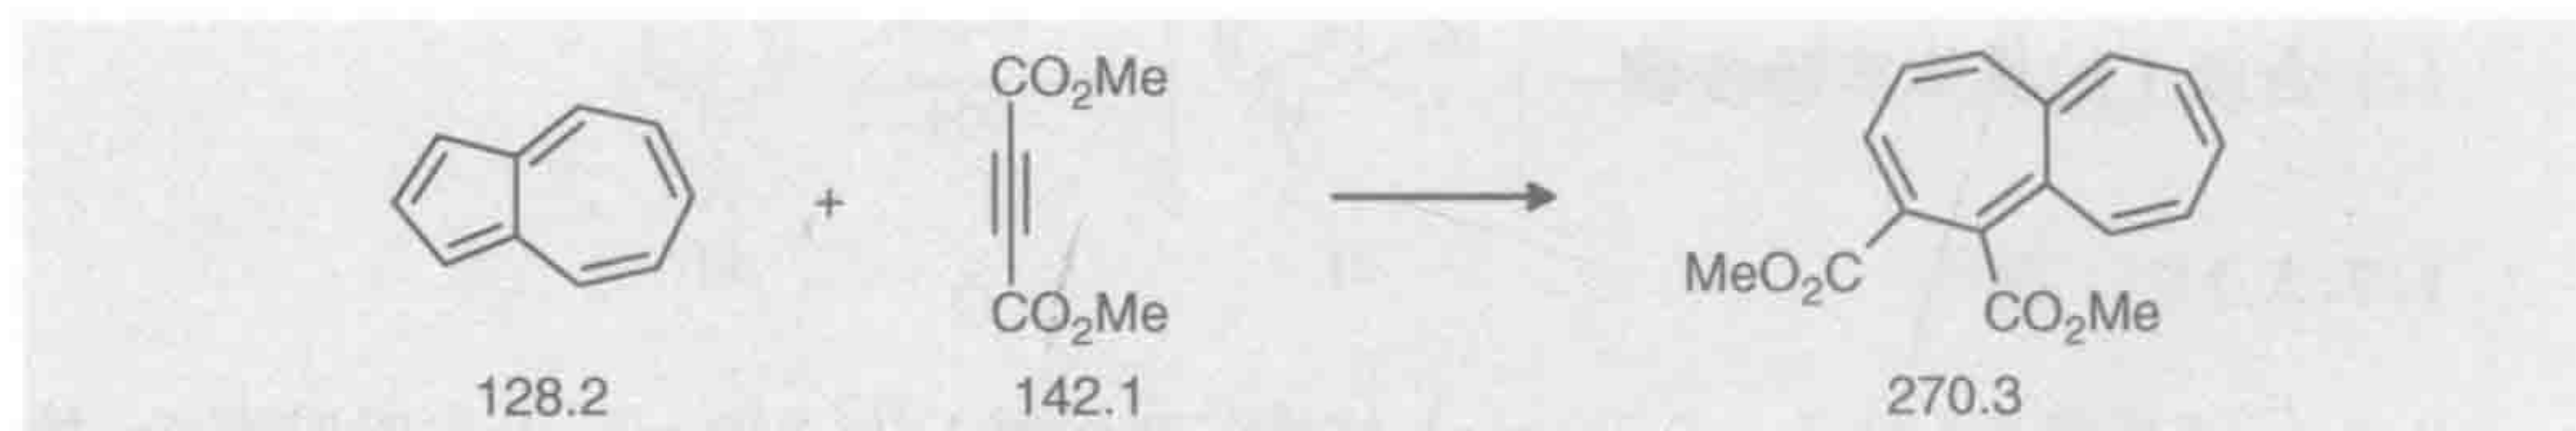 CO₂Me
+
CO₂Me
MeO₂C
CO₂Me
128.2
142.1
270.3